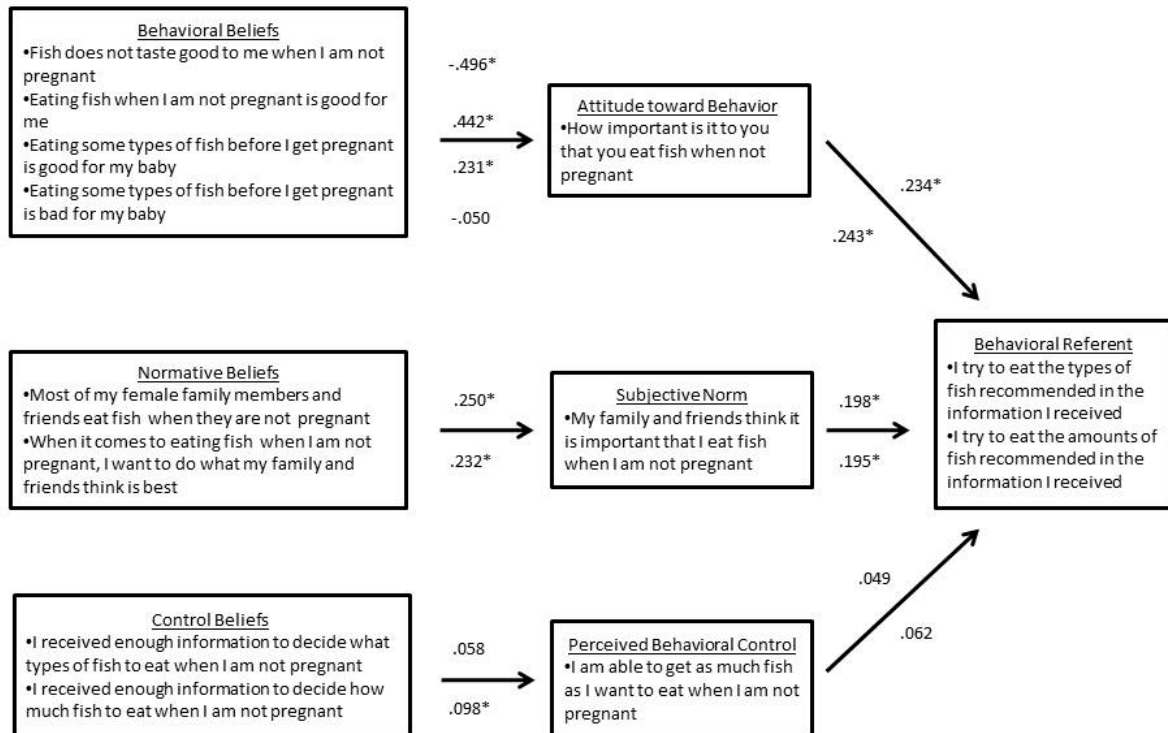 Behavioral Beliefs
•Fish does not taste good to me when I am not
pregnant
•Eating fish when I am not pregnant is good for
me
•Eating some types of fish before I get pregnant
is good for my baby
•Eating some types of fish before I get pregnant
is bad for my baby
-.496*
.442*
.231*
-.050
Attitude toward Behavior
•How important is it to you
that you eat fish when not
pregnant
.234*
.243*
Normative Beliefs
•Most of my female family members and
friends eat fish when they are not pregnant
•When it comes to eating fish when I am not
pregnant, I want to do what my family and
friends think is best
.250*
.232*
Subjective Norm
•My family and friends think it
is important that I eat fish
when I am not pregnant
.198*
.195*
Behavioral Referent
•I try to eat the types of
fish recommended in the
information I received
•I try to eat the amounts of
fish recommended in the
information I received
Control Beliefs
•I received enough information to decide what
types of fish to eat when I am not pregnant
•I received enough information to decide how
much fish to eat when I am not pregnant
.058
.098*
Perceived Behavioral Control
•I am able to get as much fish
as I want to eat when I am not
pregnant
.049
.062